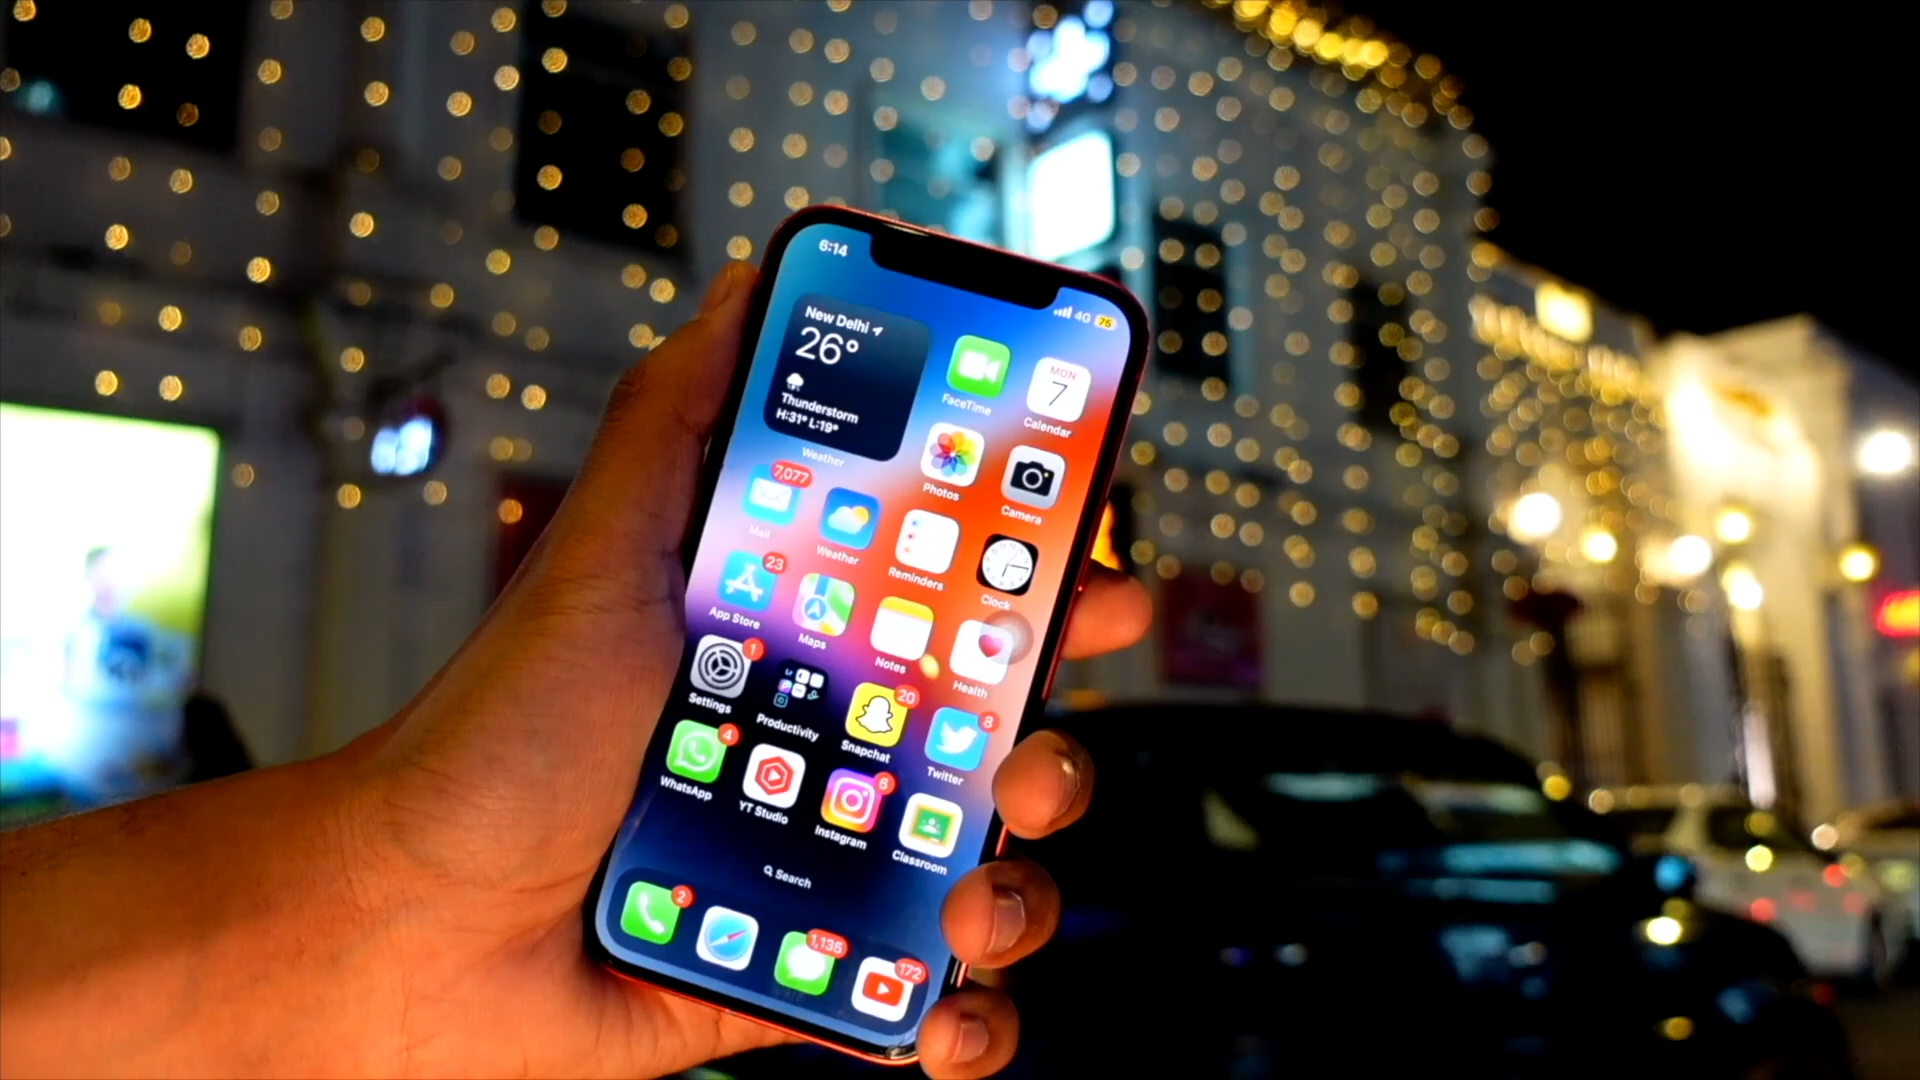 6:14
4G 75
New Delhi
26°
Thunderstorm
H:31° L:19°
Weather
FaceTime
MON
7
Calendar
Photos
Camera
7,077
Mail
Weather
Reminders
Clock
23
App Store
Maps
Notes
Health
1
Settings
Productivity
20
Snapchat
8
Twitter
4
WhatsApp
YT Studio
6
Instagram
Classroom
Search
2
1,135
172